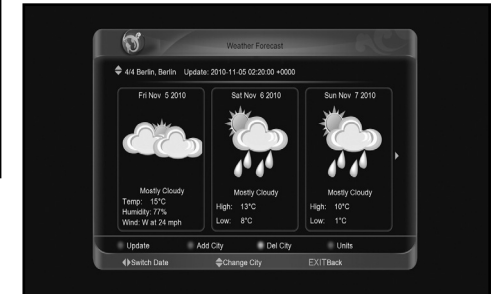 Weather Forecast
4/4 Berlin, Berlin Update: 2010-11-05 02:20:00 +0000
Fri Nov 5 2010
Sat Nov 6 2010
Sun Nov 7 2010
Mostly Cloudy
Temp: 15°C
Humidity: 77%
Wind: W at 24 mph
Mostly Cloudy
High: 13°C
Low: 8°C
Mostly Cloudy
High: 10°C
Low: 1°C
Update Add City Del City Units
Switch Date Change City EXITBack